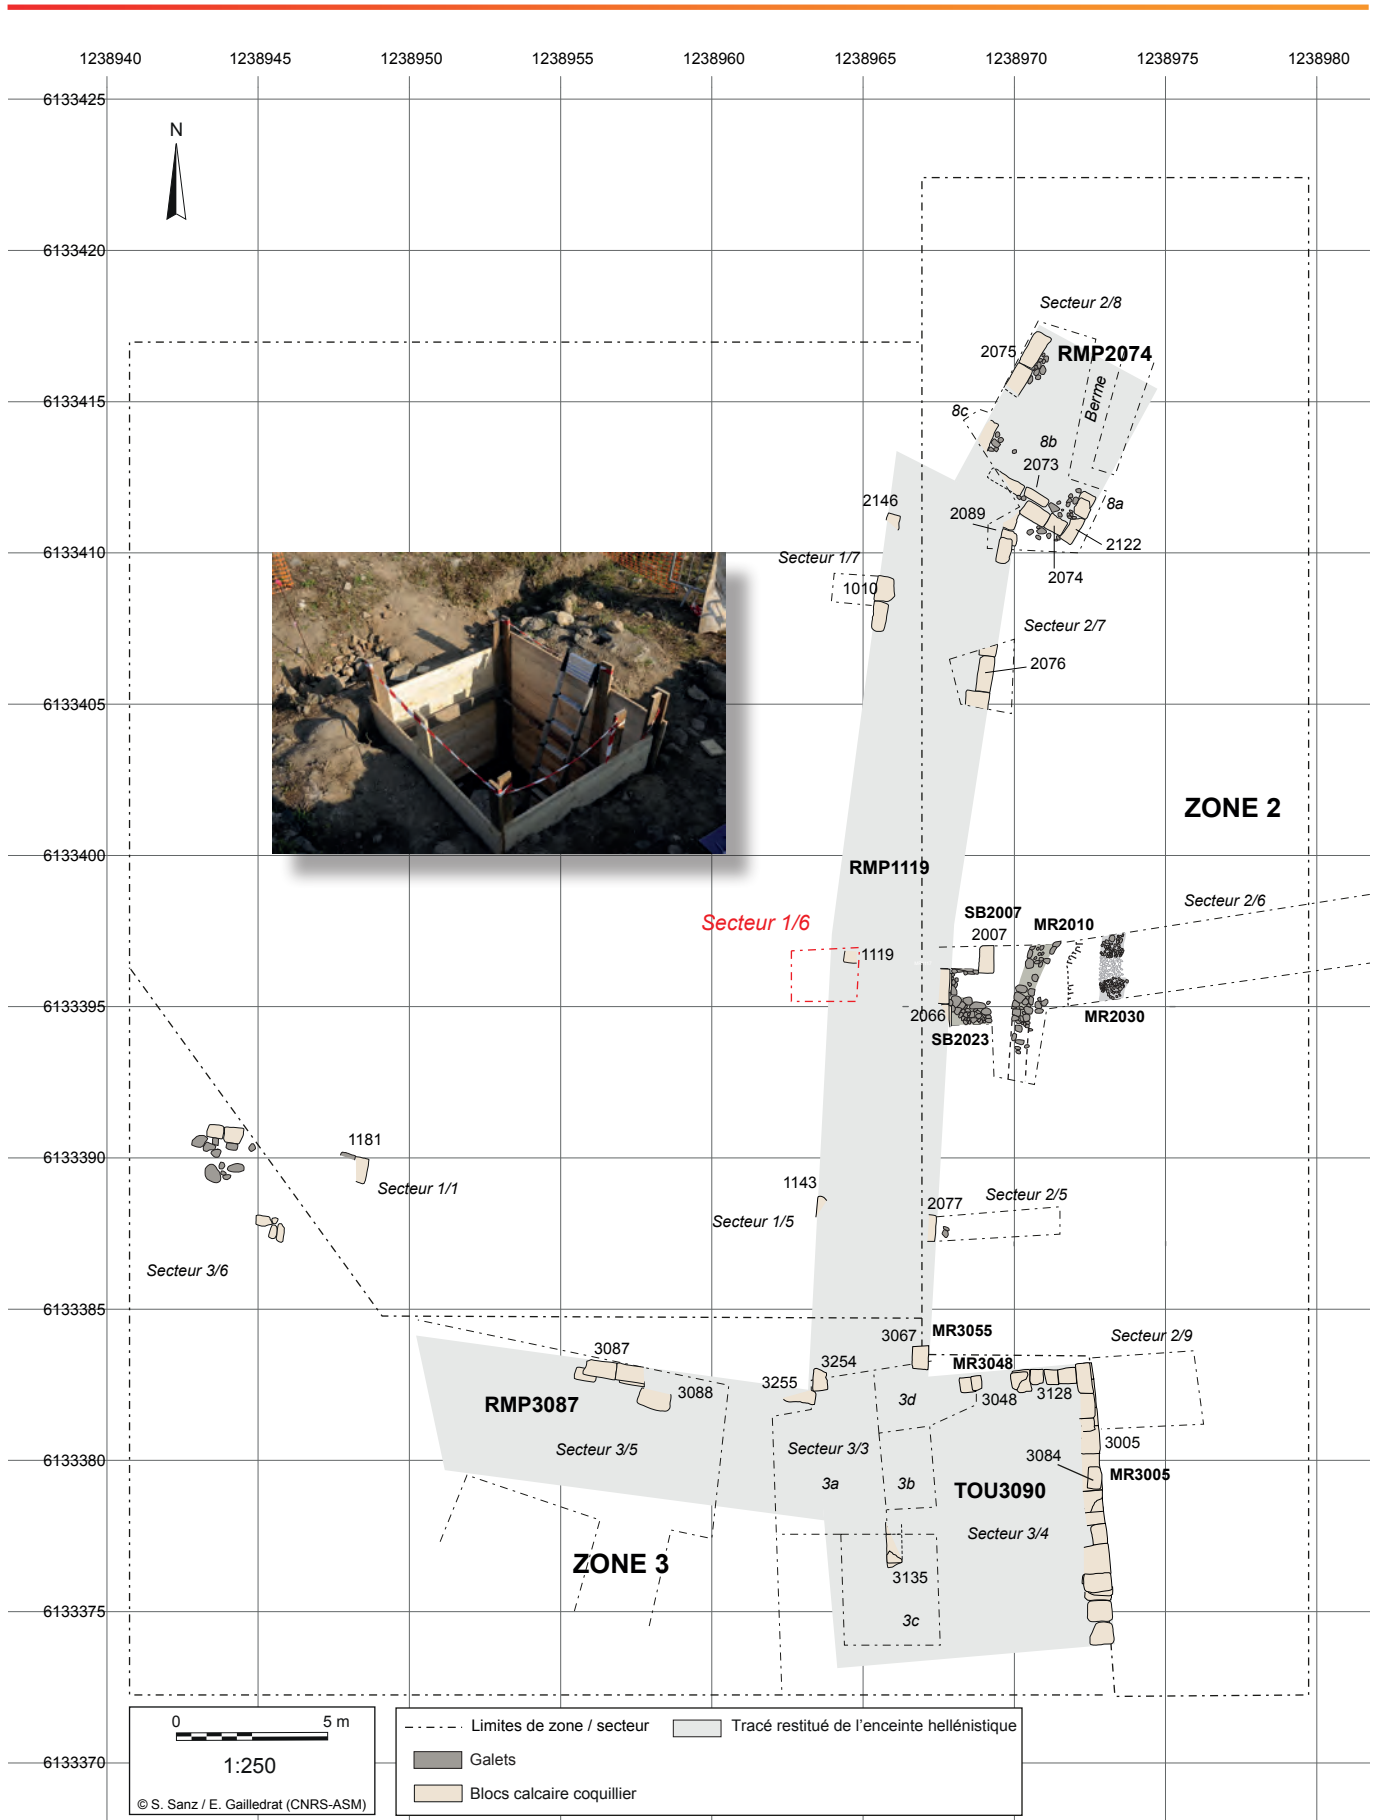 1238940 1238945 1238950 1238955 1238960 1238965 1238970 1238975 1238980
6133425
N
6133420
Secteur 2/8
2075
RMP2074
Berme
6133415
8c
8b
2073
2146
8a
2089
2122
6133410
Secteur 1/7
2074
1010
Secteur 2/7
2076
6133405
ZONE 2
6133400
RMP1119
Secteur 2/6
SB2007
Secteur 1/6
MR2010
2007
1119
6133395
2066
MR2030
SB2023
1181
6133390
1143
Secteur 1/1
2077
Secteur 2/5
Secteur 1/5
Secteur 3/6
6133385
3067
MR3055
Secteur 2/9
3087
3254
MR3048
3255
3088
3d
3048
3128
RMP3087
3005
Secteur 3/5
Secteur 3/3
3084
6133380
MR3005
3a
3b
TOU3090
Secteur 3/4
ZONE 3
3135
6133375
3c
0 5 m
1:250
© S. Sanz / E. Gailledrat (CNRS-ASM)
Limites de zone / secteur
Tracé restitué de l'enceinte hellénistique
Galets
Blocs calcaire coquillier
6133370